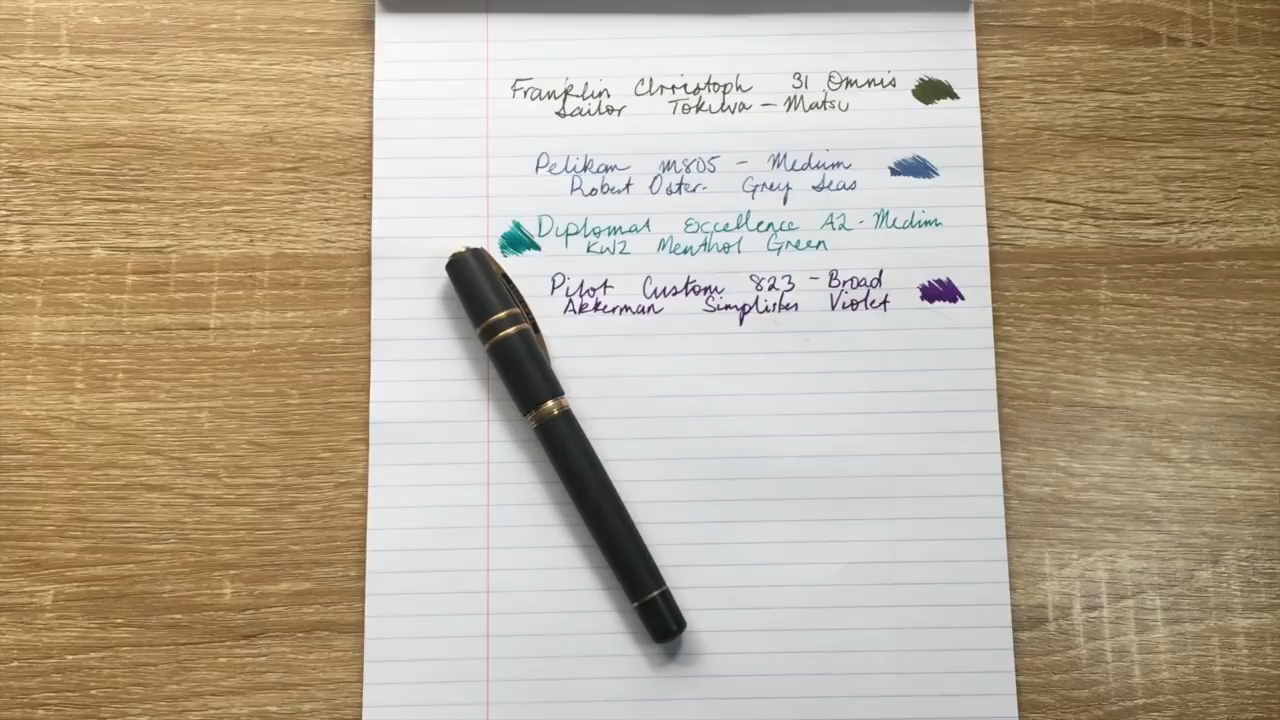 Franklin Christoph 31 Omnis
Sailor Tokiwa - Matsu
Pelikan M805 - Medium
Robert Oster - Grey Seas
Diplomat Excellence A2 - Medium
KWZ Menthol Green
Pilot Custom 823 - Broad
Akkerman Simplisties Violet